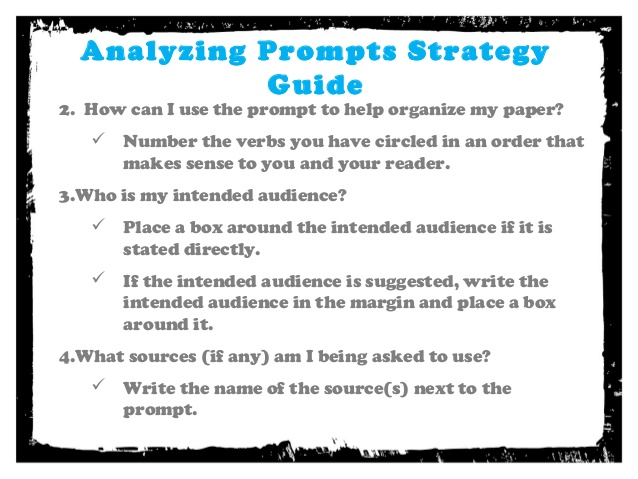 Analyzing Prompts Strategy
Guide
2. How can I use the prompt to help organize my paper?
✓ Number the verbs you have circled in an order that
makes sense to you and your reader.
3.Who is my intended audience?
✓ Place a box around the intended audience if it is
stated directly.
✓ If the intended audience is suggested, write the
intended audience in the margin and place a box
around it.
4.What sources (if any) am I being asked to use?
✓ Write the name of the source(s) next to the
prompt.